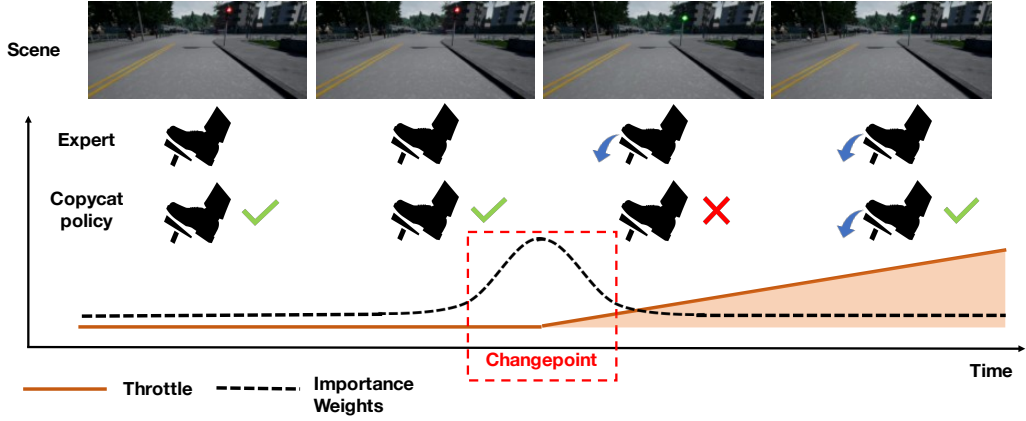 Scene
Expert
Copycat
policy
Changepoint
Time
Throttle
Importance
Weights